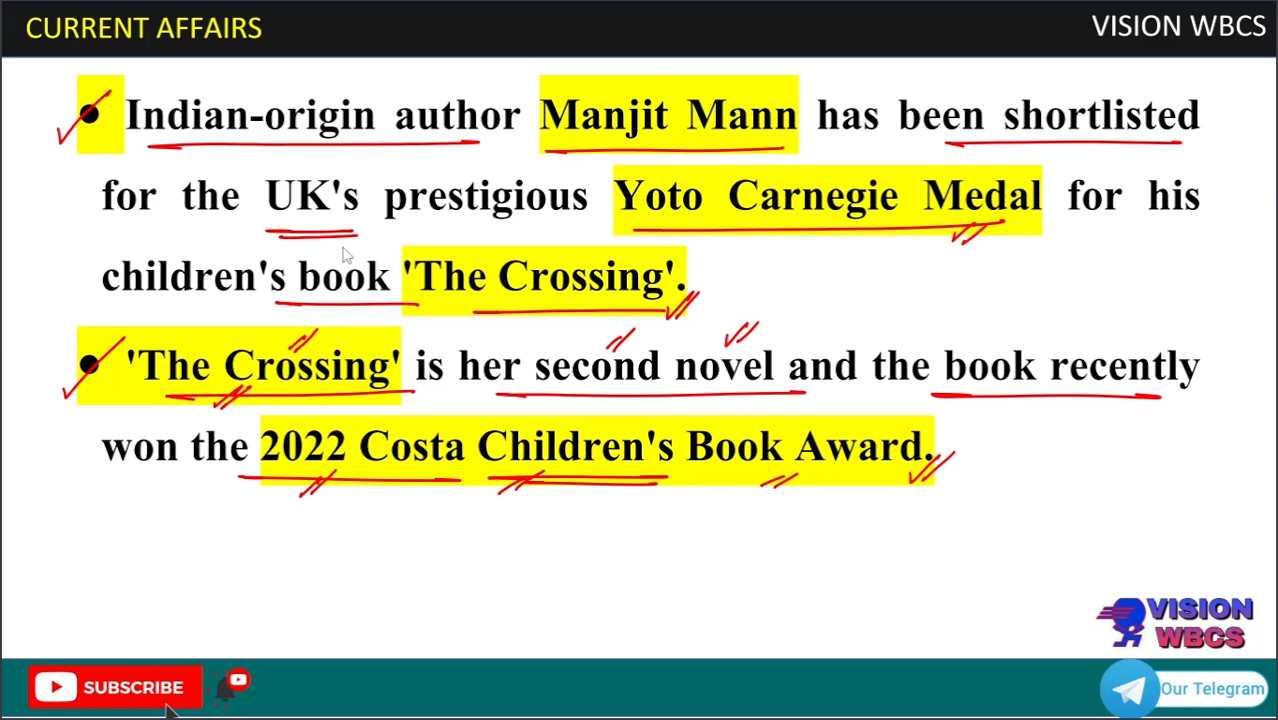 CURRENT AFFAIRS
VISION WBCS
• Indian-origin author Manjit Mann has been shortlisted
for the UK's prestigious Yoto Carnegie Medal for his
children's book 'The Crossing'.
• 'The Crossing' is her second novel and the book recently
won the 2022 Costa Children's Book Award.
VISION
WBCS
SUBSCRIBE
Our Telegram